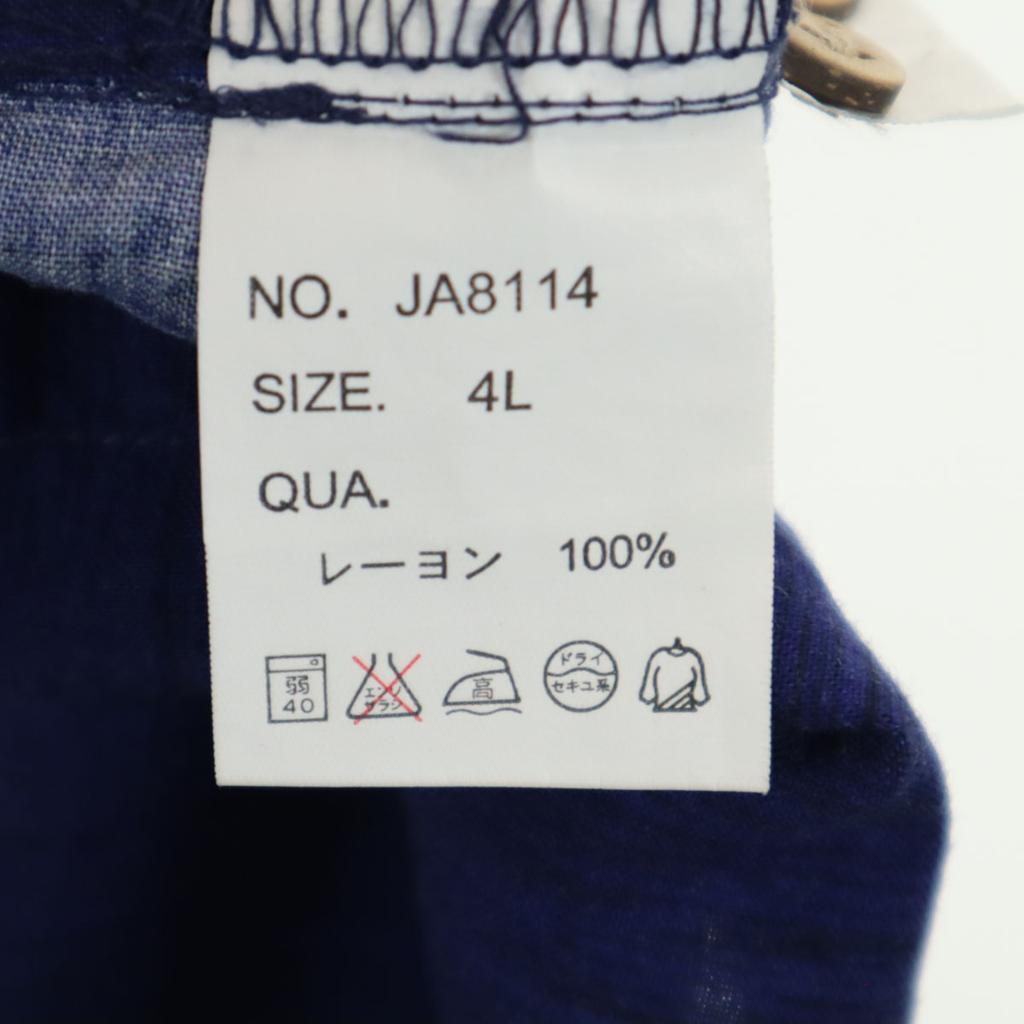 NO. JA8114
SIZE. 4L
QUA.
レーヨン 100%
弱
40
エンソ
サラシ
高
ドライ
セキユ系